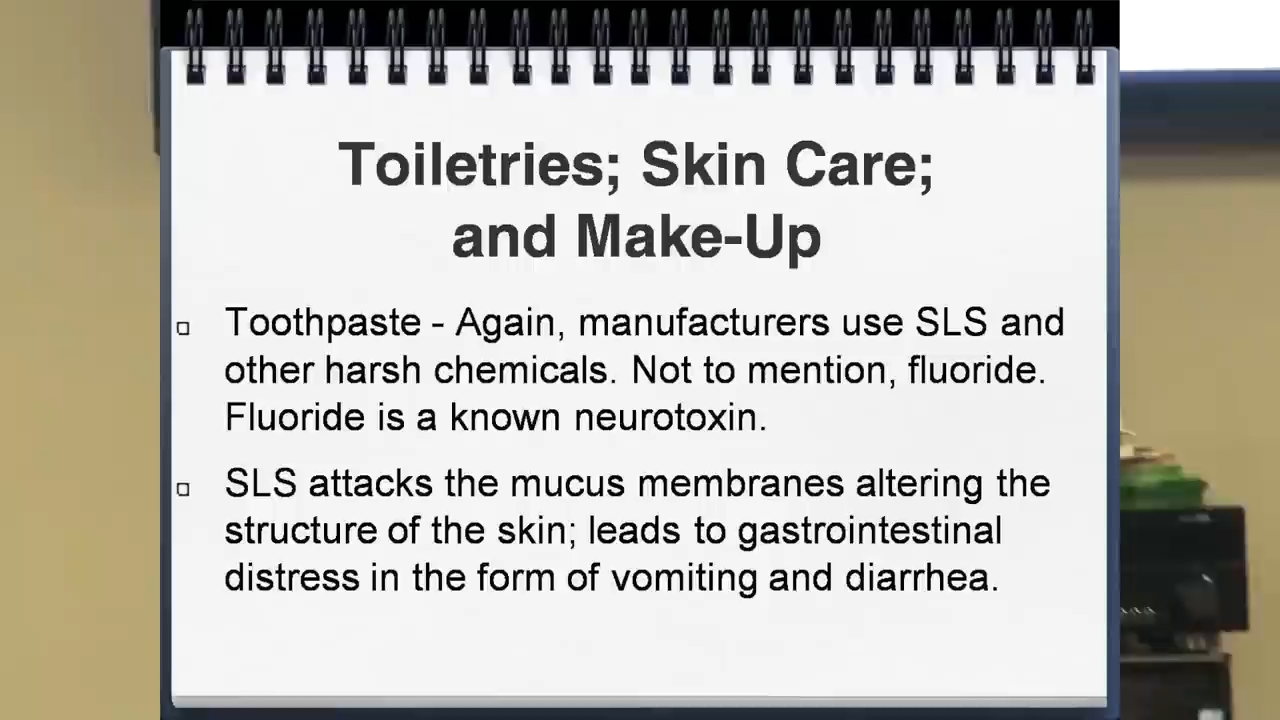 Toiletries; Skin Care;
and Make-Up
Toothpaste - Again, manufacturers use SLS and
other harsh chemicals. Not to mention, fluoride.
Fluoride is a known neurotoxin.
SLS attacks the mucus membranes altering the
structure of the skin; leads to gastrointestinal
distress in the form of vomiting and diarrhea.